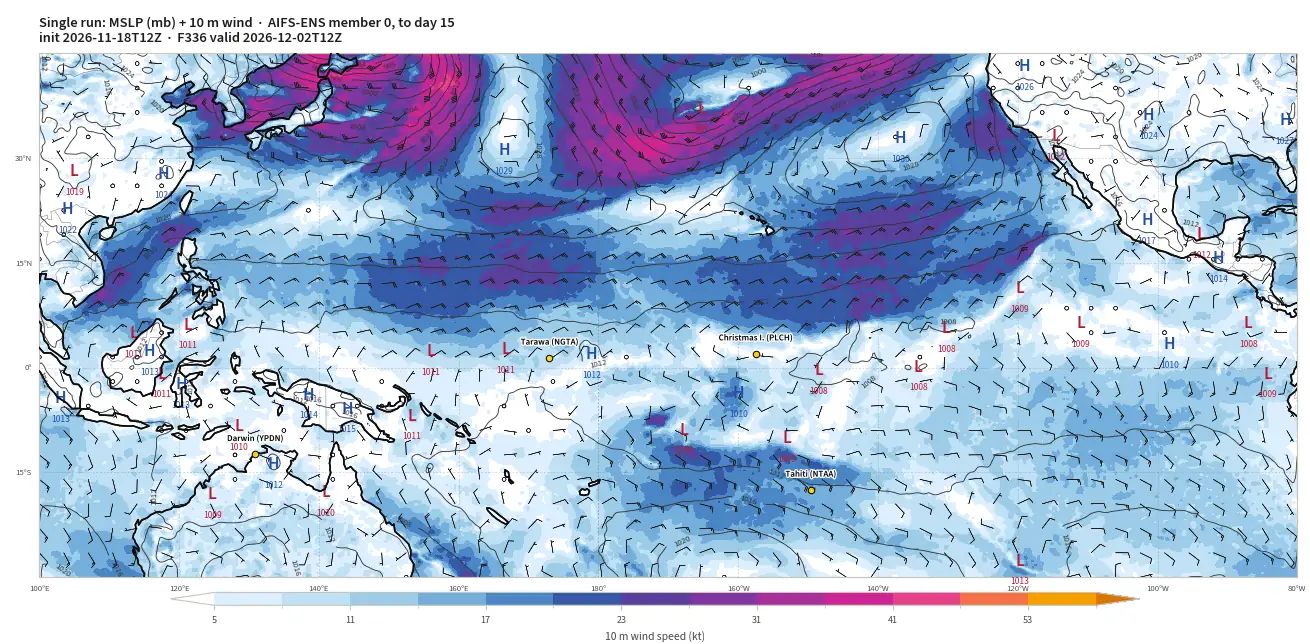 Single run: MSLP (mb) + 10 m wind · AIFS-ENS member 0, to day 15
init 2026-11-18T12Z · F336 valid 2026-12-02T12Z
H
1026
H
1024
H
L
H
1029
H
L
1019
H
H
1022
30°N
H
1017
L
1012
H
1014
15°N
L
1009
L
1009
L
1008
L
1008
L
L
1011
H
1013
L
1011
L
1011
L
1011
Tarawa (NGTA)
H
1012
Christmas I. (PLCH)
H
1010
0°
L
1008
L
1008
L
1009
H
1013
H
1014
H
1015
H
1010
L
1011
L
1010
Darwin (YPDN)
H
1012
L
L
Tahiti (NTAA)
15°S
L
1009
L
1010
L
1013
100°E 120°E 140°E 160°E 180° 160°W 140°W 120°W 100°W 80°W
5 11 17 23 31 41 53
10 m wind speed (kt)